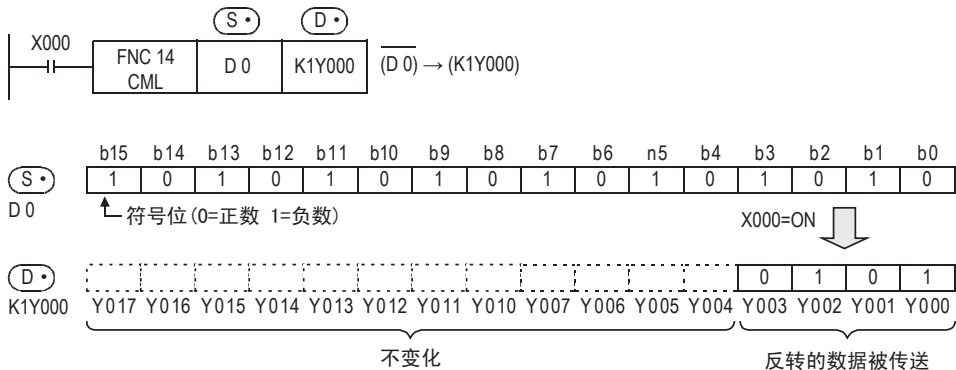 S• D•
X000
FNC 14 CML D 0 K1Y000 (D 0) → (K1Y000)
b15 b14 b13 b12 b11 b10 b9 b8 b7 b6 n5 b4 b3 b2 b1 b0
S• 1 0 1 0 1 0 1 0 1 0 1 0 1 0 1 0
D 0
符号位(0=正数 1=负数)
X000=ON
D• 0 1 0 1
K1Y000 Y017 Y016 Y015 Y014 Y013 Y012 Y011 Y010 Y007 Y006 Y005 Y004 Y003 Y002 Y001 Y000
不变化 反转的数据被传送